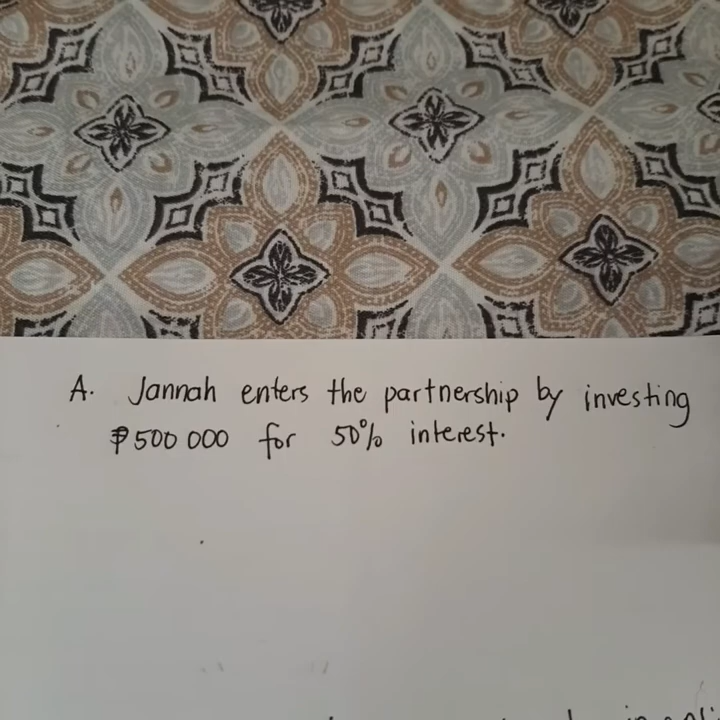 A. Jannah enters the partnership by investing
₱500 000 for 50% interest.